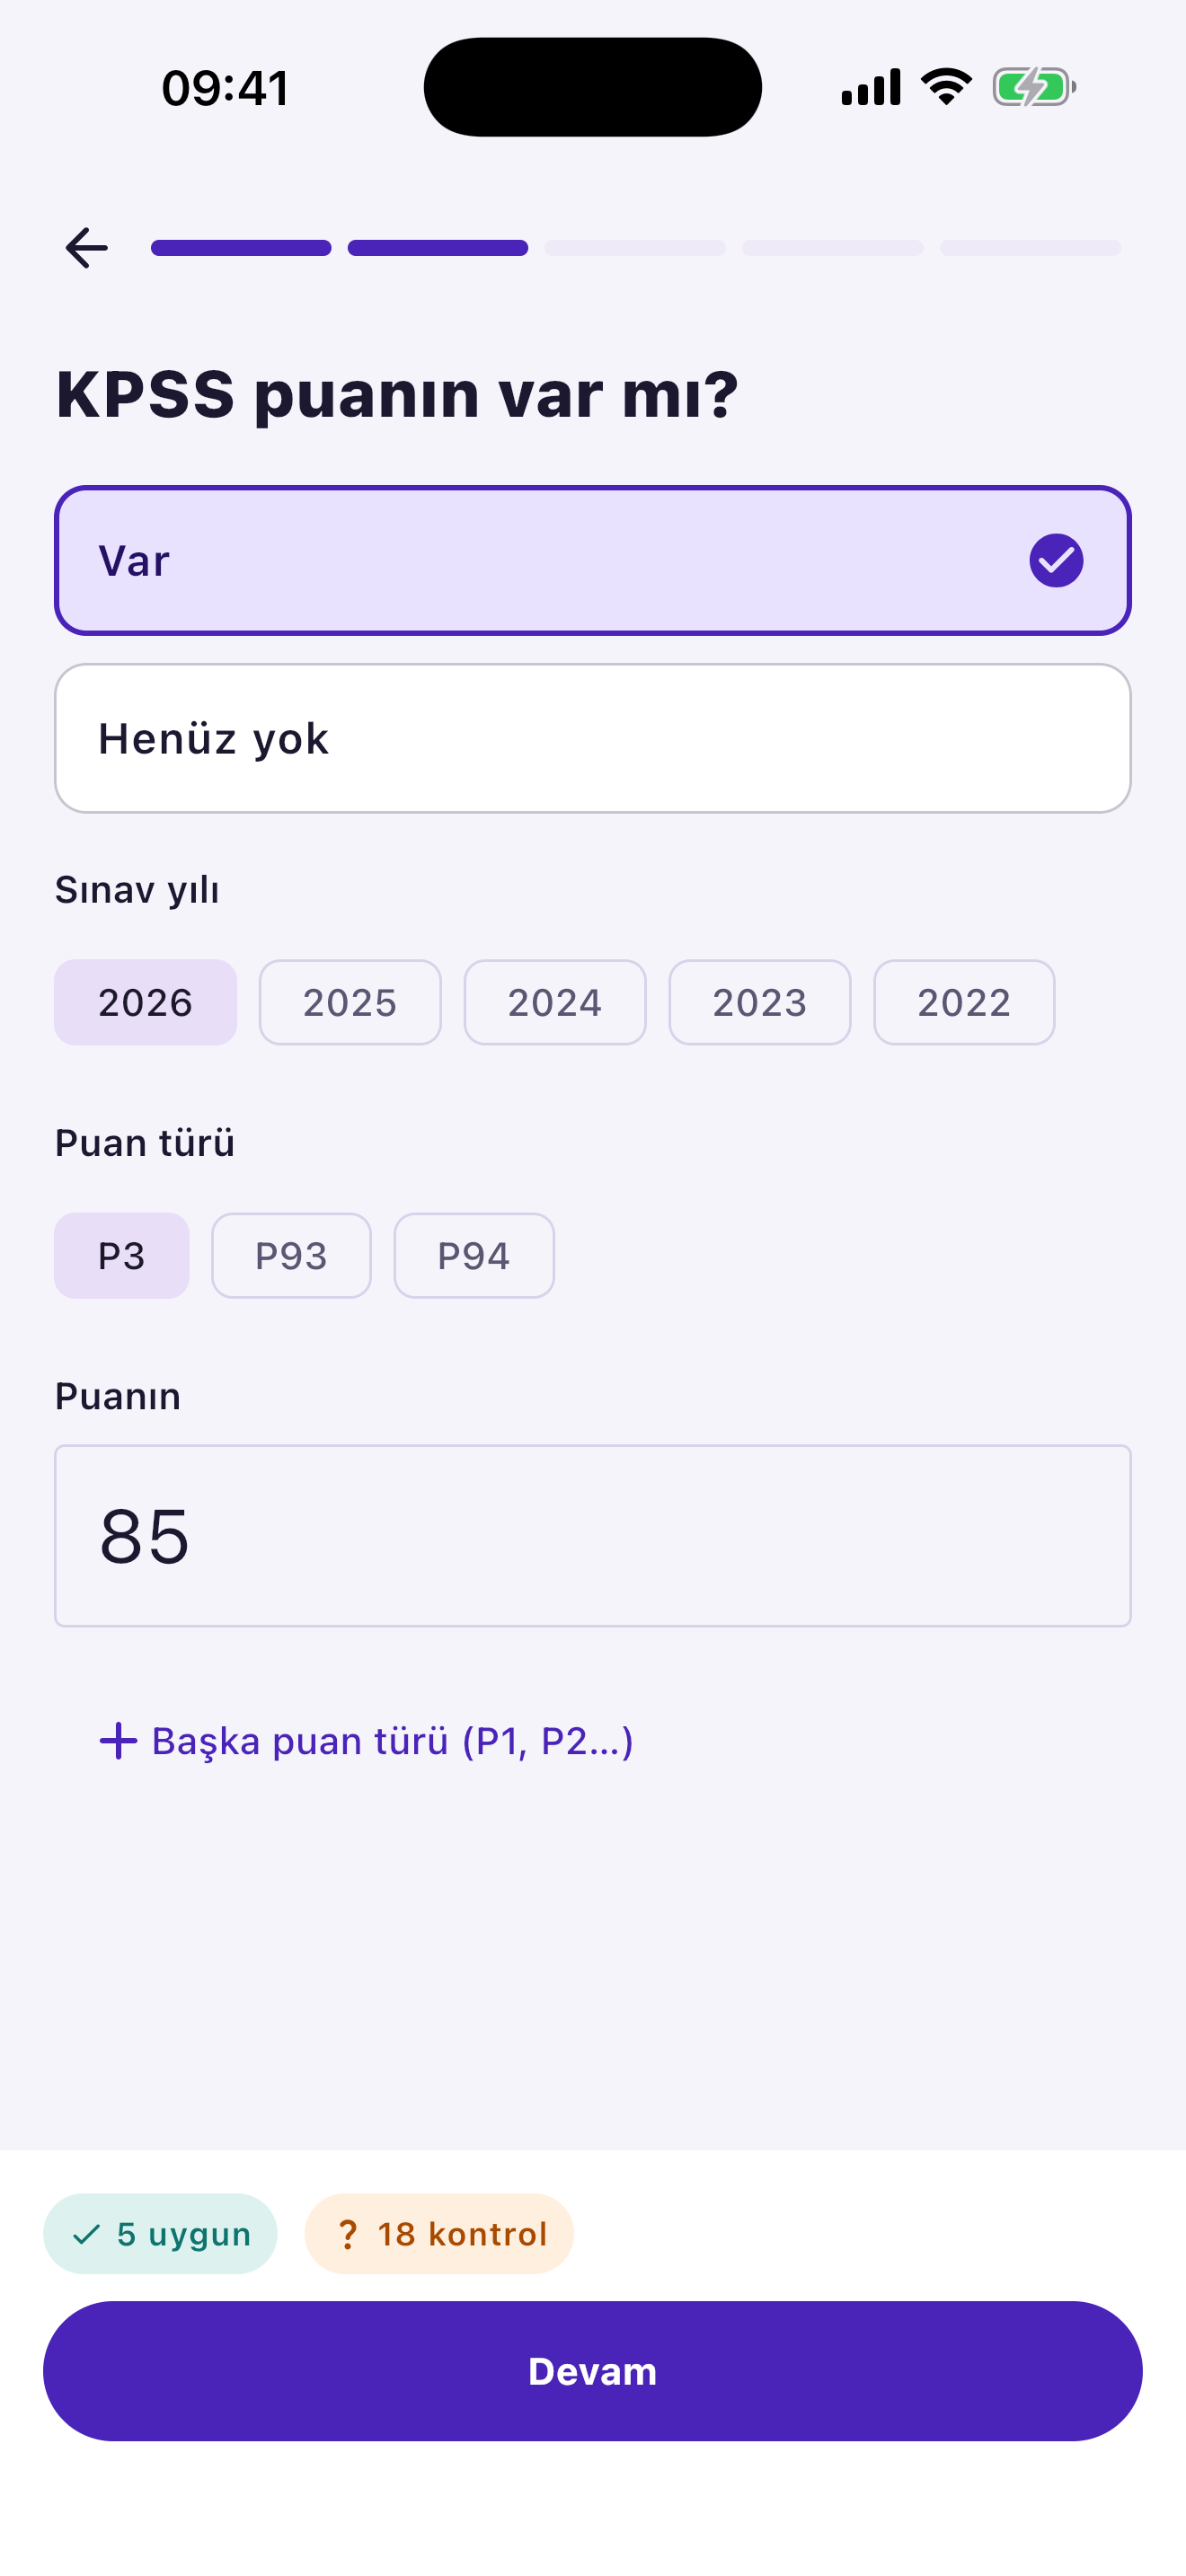 09:41
KPSS puanın var mı?
Var
Henüz yok
Sınav yılı
2026 2025 2024 2023 2022
Puan türü
P3 P93 P94
Puanın
85
+ Başka puan türü (P1, P2...)
✓ 5 uygun ? 18 kontrol
Devam